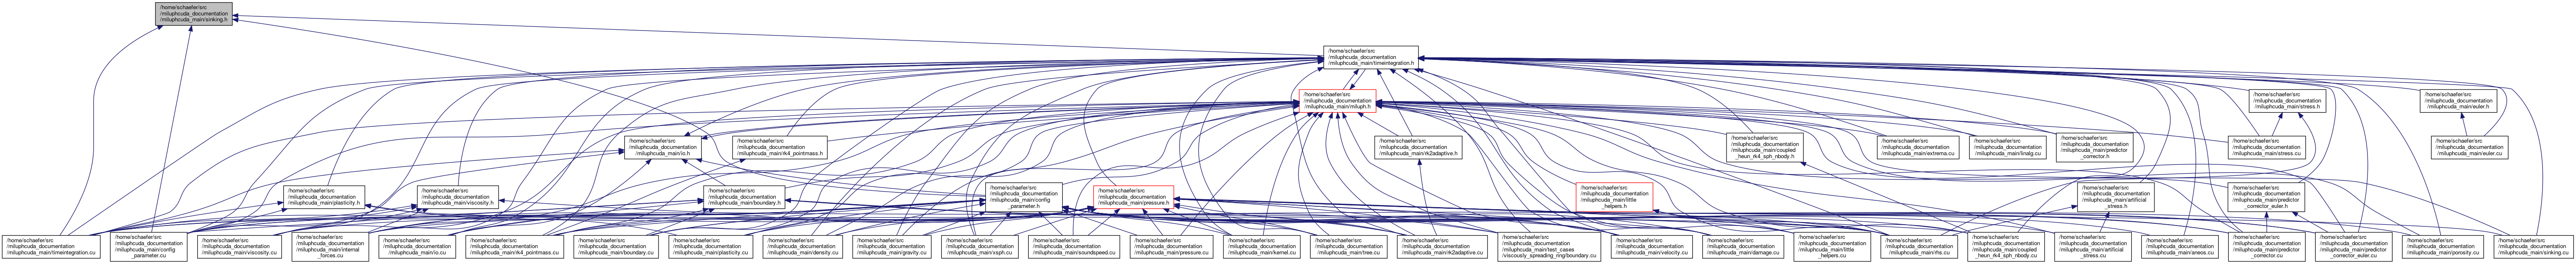 /home/schaefer/src
/miluphcuda_documentation
/miluphcuda_main/sinking.h
/home/schaefer/src
/miluphcuda_documentation
/miluphcuda_main/timeintegration.h
/home/schaefer/src
/miluphcuda_documentation
/miluphcuda_main/miluph.h
/home/schaefer/src
/miluphcuda_documentation
/miluphcuda_main/stress.h
/home/schaefer/src
/miluphcuda_documentation
/miluphcuda_main/euler.h
/home/schaefer/src
/miluphcuda_documentation
/miluphcuda_main/io.h
/home/schaefer/src
/miluphcuda_documentation
/miluphcuda_main/rk4_pointmass.h
/home/schaefer/src
/miluphcuda_documentation
/miluphcuda_main/rk2adaptive.h
/home/schaefer/src
/miluphcuda_documentation
/miluphcuda_main/coupled
_heun_rk4_sph_nbody.h
/home/schaefer/src
/miluphcuda_documentation
/miluphcuda_main/extrema.cu
/home/schaefer/src
/miluphcuda_documentation
/miluphcuda_main/linalg.cu
/home/schaefer/src
/miluphcuda_documentation
/miluphcuda_main/predictor
_corrector.h
/home/schaefer/src
/miluphcuda_documentation
/miluphcuda_main/stress.cu
/home/schaefer/src
/miluphcuda_documentation
/miluphcuda_main/euler.cu
/home/schaefer/src
/miluphcuda_documentation
/miluphcuda_main/plasticity.h
/home/schaefer/src
/miluphcuda_documentation
/miluphcuda_main/viscosity.h
/home/schaefer/src
/miluphcuda_documentation
/miluphcuda_main/boundary.h
/home/schaefer/src
/miluphcuda_documentation
/miluphcuda_main/config
_parameter.h
/home/schaefer/src
/miluphcuda_documentation
/miluphcuda_main/pressure.h
/home/schaefer/src
/miluphcuda_documentation
/miluphcuda_main/little
_helpers.h
/home/schaefer/src
/miluphcuda_documentation
/miluphcuda_main/artificial
_stress.h
/home/schaefer/src
/miluphcuda_documentation
/miluphcuda_main/predictor
_corrector_euler.h
/home/schaefer/src
/miluphcuda_documentation
/miluphcuda_main/timeintegration.cu
/home/schaefer/src
/miluphcuda_documentation
/miluphcuda_main/config
_parameter.cu
/home/schaefer/src
/miluphcuda_documentation
/miluphcuda_main/viscosity.cu
/home/schaefer/src
/miluphcuda_documentation
/miluphcuda_main/internal
_forces.cu
/home/schaefer/src
/miluphcuda_documentation
/miluphcuda_main/io.cu
/home/schaefer/src
/miluphcuda_documentation
/miluphcuda_main/rk4_pointmass.cu
/home/schaefer/src
/miluphcuda_documentation
/miluphcuda_main/boundary.cu
/home/schaefer/src
/miluphcuda_documentation
/miluphcuda_main/plasticity.cu
/home/schaefer/src
/miluphcuda_documentation
/miluphcuda_main/density.cu
/home/schaefer/src
/miluphcuda_documentation
/miluphcuda_main/gravity.cu
/home/schaefer/src
/miluphcuda_documentation
/miluphcuda_main/xsph.cu
/home/schaefer/src
/miluphcuda_documentation
/miluphcuda_main/soundspeed.cu
/home/schaefer/src
/miluphcuda_documentation
/miluphcuda_main/pressure.cu
/home/schaefer/src
/miluphcuda_documentation
/miluphcuda_main/kernel.cu
/home/schaefer/src
/miluphcuda_documentation
/miluphcuda_main/tree.cu
/home/schaefer/src
/miluphcuda_documentation
/miluphcuda_main/rk2adaptive.cu
/home/schaefer/src
/miluphcuda_documentation
/miluphcuda_main/test_cases
/viscously_spreading_ring/boundary.cu
/home/schaefer/src
/miluphcuda_documentation
/miluphcuda_main/velocity.cu
/home/schaefer/src
/miluphcuda_documentation
/miluphcuda_main/damage.cu
/home/schaefer/src
/miluphcuda_documentation
/miluphcuda_main/little
_helpers.cu
/home/schaefer/src
/miluphcuda_documentation
/miluphcuda_main/rhs.cu
/home/schaefer/src
/miluphcuda_documentation
/miluphcuda_main/coupled
_heun_rk4_sph_nbody.cu
/home/schaefer/src
/miluphcuda_documentation
/miluphcuda_main/artificial
_stress.cu
/home/schaefer/src
/miluphcuda_documentation
/miluphcuda_main/aneos.cu
/home/schaefer/src
/miluphcuda_documentation
/miluphcuda_main/predictor
_corrector.cu
/home/schaefer/src
/miluphcuda_documentation
/miluphcuda_main/predictor
_corrector_euler.cu
/home/schaefer/src
/miluphcuda_documentation
/miluphcuda_main/porosity.cu
/home/schaefer/src
/miluphcuda_documentation
/miluphcuda_main/sinking.cu